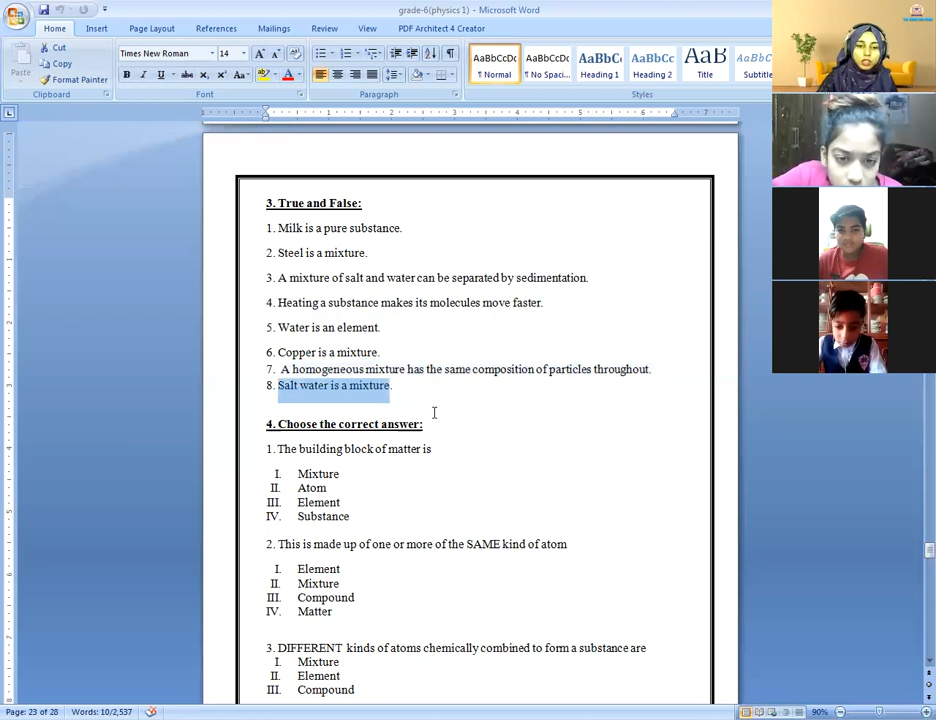 grade-6(physics 1) - Microsoft Word
Home Insert Page Layout References Mailings Review View PDF Architect 4 Creator
Paste
Cut
Copy
Format Painter
Times New Roman 14
AaBbCcDc AaBbCcDc AaBbC AaBbCc AaB AaBbCc
¶ Normal ¶ No Spaci... Heading 1 Heading 2 Title Subtitle
Clipboard Font Paragraph Styles
3. True and False:
1. Milk is a pure substance.
2. Steel is a mixture.
3. A mixture of salt and water can be separated by sedimentation.
4. Heating a substance makes its molecules move faster.
5. Water is an element.
6. Copper is a mixture.
7. A homogeneous mixture has the same composition of particles throughout.
8. Salt water is a mixture.
4. Choose the correct answer:
1. The building block of matter is
I. Mixture
II. Atom
III. Element
IV. Substance
2. This is made up of one or more of the SAME kind of atom
I. Element
II. Mixture
III. Compound
IV. Matter
3. DIFFERENT kinds of atoms chemically combined to form a substance are
I. Mixture
II. Element
III. Compound
Page: 23 of 28 Words: 10/2,537 90%